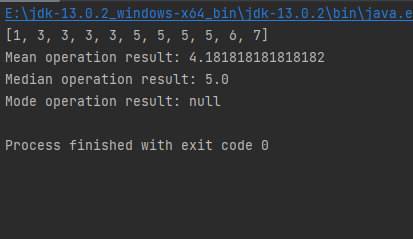 E:\jdk-13.0.2_windows-x64_bin\jdk-13.0.2\bin\java.e
[1, 3, 3, 3, 3, 5, 5, 5, 5, 6, 7]
Mean operation result: 4.181818181818182
Median operation result: 5.0
Mode operation result: null
Process finished with exit code 0